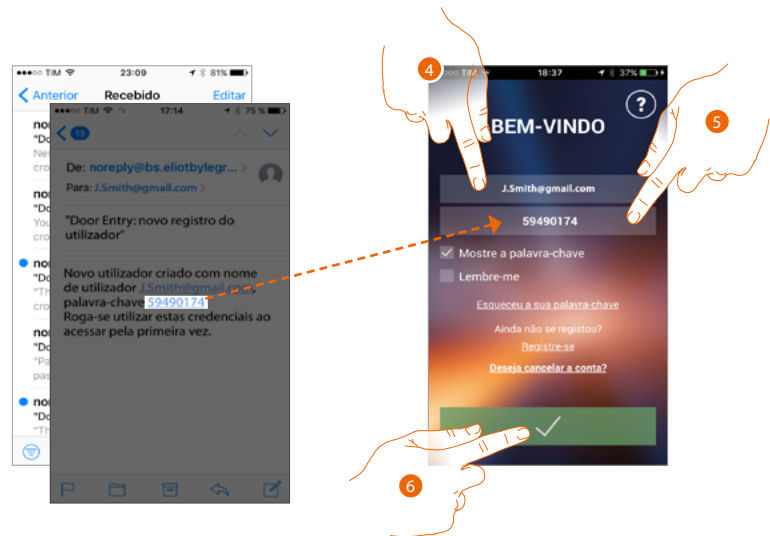 ●●●○○ TIM 23:09 81%
Anterior Recebido Editar
●●●○○ TIM 17:14 75 %
13
De: noreply@bs.eliotbylegr... >
Para: J.Smith@gmail.com >
"Door Entry: novo registro do
utilizador"
Novo utilizador criado com nome
de utilizador J.Smith@gmail.com,
palavra-chave 59490174
Roga-se utilizar estas credenciais ao
acessar pela primeira vez.
4
TIM 18:37 37%
?
BEM-VINDO
5
J.Smith@gmail.com
59490174
Mostre a palavra-chave
Lembre-me
Esqueceu a sua palavra-chave
Ainda não se registou?
Registre-se
Deseja cancelar a conta?
6